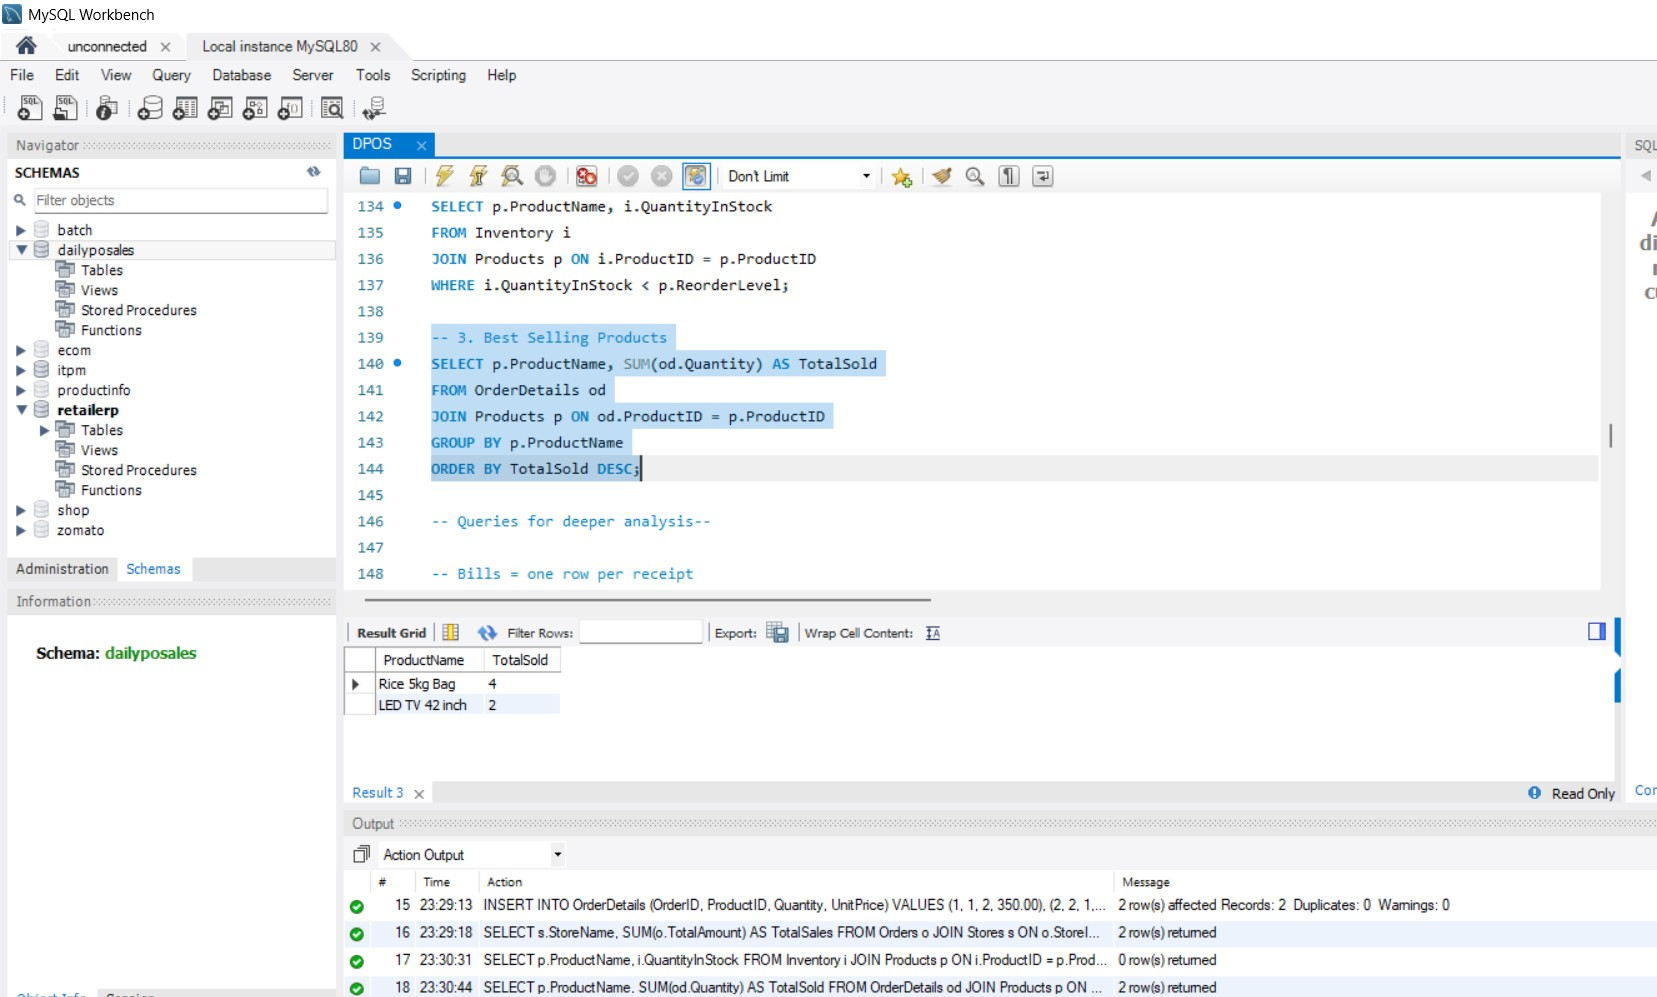 MySQL Workbench
unconnected
Local instance MySQL80
File Edit View Query Database Server Tools Scripting Help
Navigator
SCHEMAS
Filter objects
batch
dailyposales
Tables
Views
Stored Procedures
Functions
ecom
itpm
productinfo
retailerp
Tables
Views
Stored Procedures
Functions
shop
zomato
Administration Schemas
Information
Schema: dailyposales
DPOS
Don't Limit
134 SELECT p.ProductName, i.QuantityInStock
135 FROM Inventory i
136 JOIN Products p ON i.ProductID = p.ProductID
137 WHERE i.QuantityInStock < p.ReorderLevel;
138
139 -- 3. Best Selling Products
140 SELECT p.ProductName, SUM(od.Quantity) AS TotalSold
141 FROM OrderDetails od
142 JOIN Products p ON od.ProductID = p.ProductID
143 GROUP BY p.ProductName
144 ORDER BY TotalSold DESC;
145
146 -- Queries for deeper analysis--
147
148 -- Bills = one row per receipt
Result Grid Filter Rows: Export: Wrap Cell Content:
ProductName TotalSold
Rice 5kg Bag 4
LED TV 42 inch 2
Result 3
Read Only
Output
Action Output
# Time Action Message
15 23:29:13 INSERT INTO OrderDetails (OrderID, ProductID, Quantity, UnitPrice) VALUES (1, 1, 2, 350.00), (2, 2, 1,... 2 row(s) affected Records: 2 Duplicates: 0 Warnings: 0
16 23:29:18 SELECT s.StoreName, SUM(o.TotalAmount) AS TotalSales FROM Orders o JOIN Stores s ON o.StoreI... 2 row(s) returned
17 23:30:31 SELECT p.ProductName, i.QuantityInStock FROM Inventory i JOIN Products p ON i.ProductID = p.Prod... 0 row(s) returned
18 23:30:44 SELECT p.ProductName, SUM(od.Quantity) AS TotalSold FROM OrderDetails od JOIN Products p ON ... 2 row(s) returned
SQL